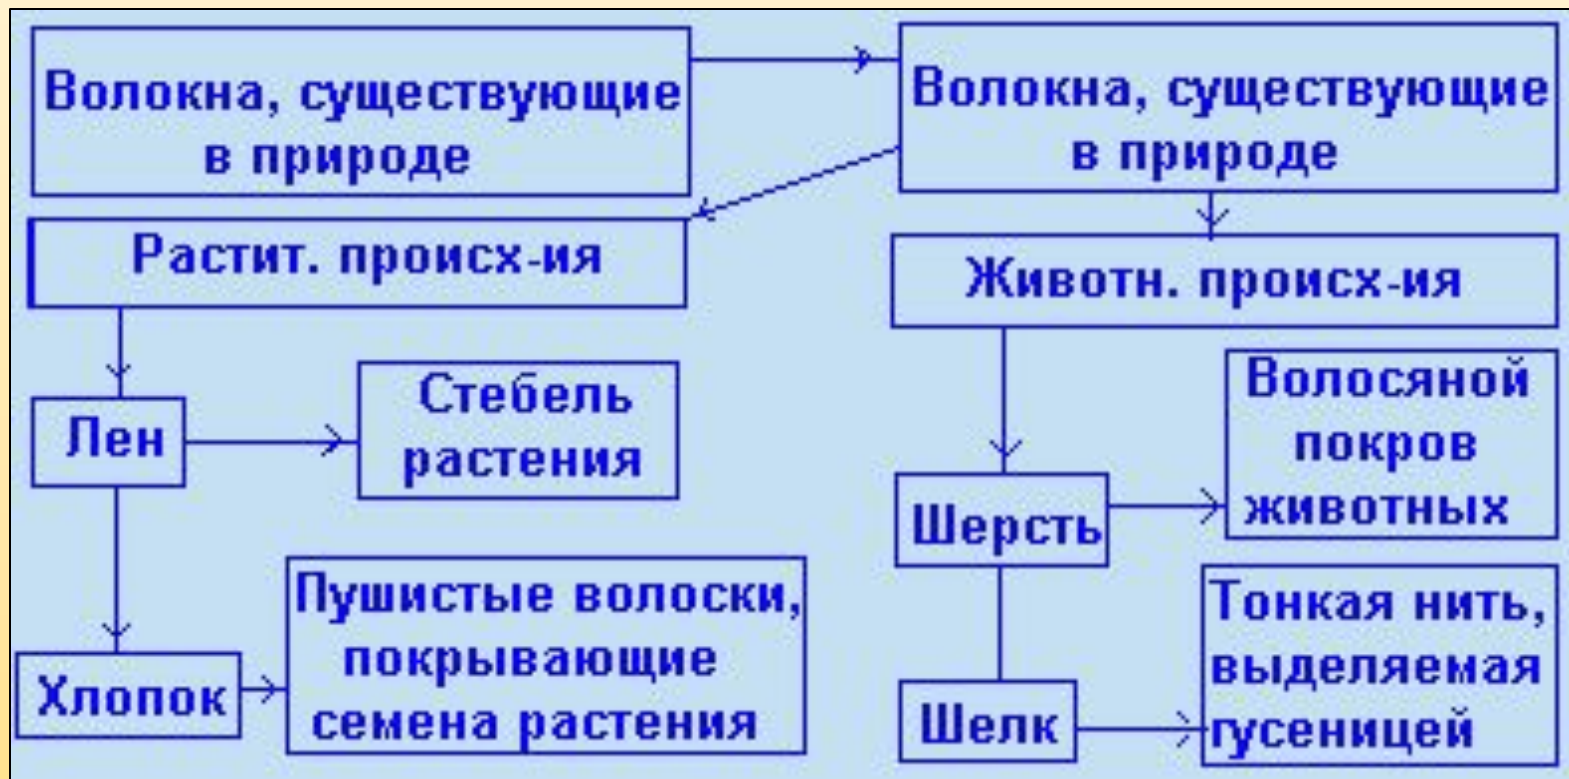 Волокна, существующие
в природе
Волокна, существующие
в природе
Растит. происх-ия
Животн. происх-ия
Лен
Стебель
растения
Волосяной
покров
животных
Шерсть
Хлопок
Пушистые волоски,
покрывающие
семена растения
Шелк
Тонкая нить,
выделяемая
гусеницей